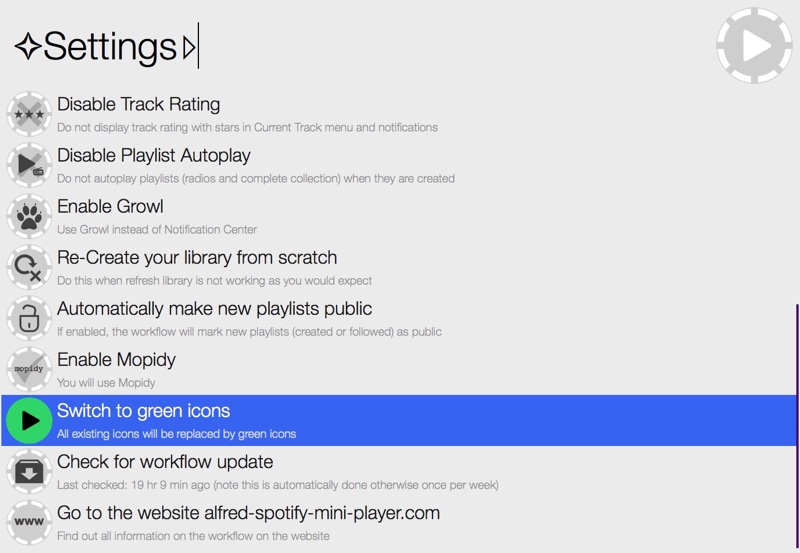 ✧Settings▹
Disable Track Rating
Do not display track rating with stars in Current Track menu and notifications
Disable Playlist Autoplay
Do not autoplay playlists (radios and complete collection) when they are created
Enable Growl
Use Growl instead of Notification Center
Re-Create your library from scratch
Do this when refresh library is not working as you would expect
Automatically make new playlists public
If enabled, the workflow will mark new playlists (created or followed) as public
mopidy
Enable Mopidy
You will use Mopidy
Switch to green icons
All existing icons will be replaced by green icons
Check for workflow update
Last checked: 19 hr 9 min ago (note this is automatically done otherwise once per week)
www
Go to the website alfred-spotify-mini-player.com
Find out all information on the workflow on the website